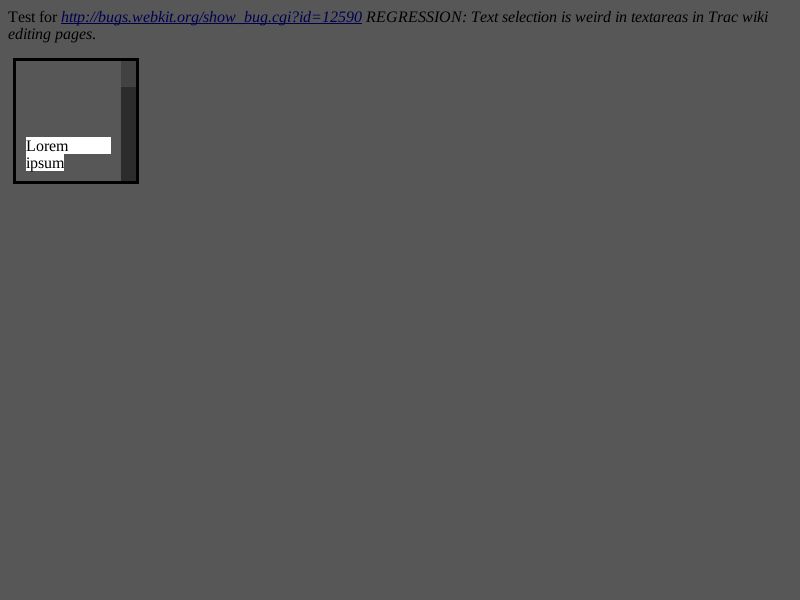 Test for http://bugs.webkit.org/show_bug.cgi?id=12590 REGRESSION: Text selection is weird in textareas in Trac wiki
editing pages.
Lorem
ipsum